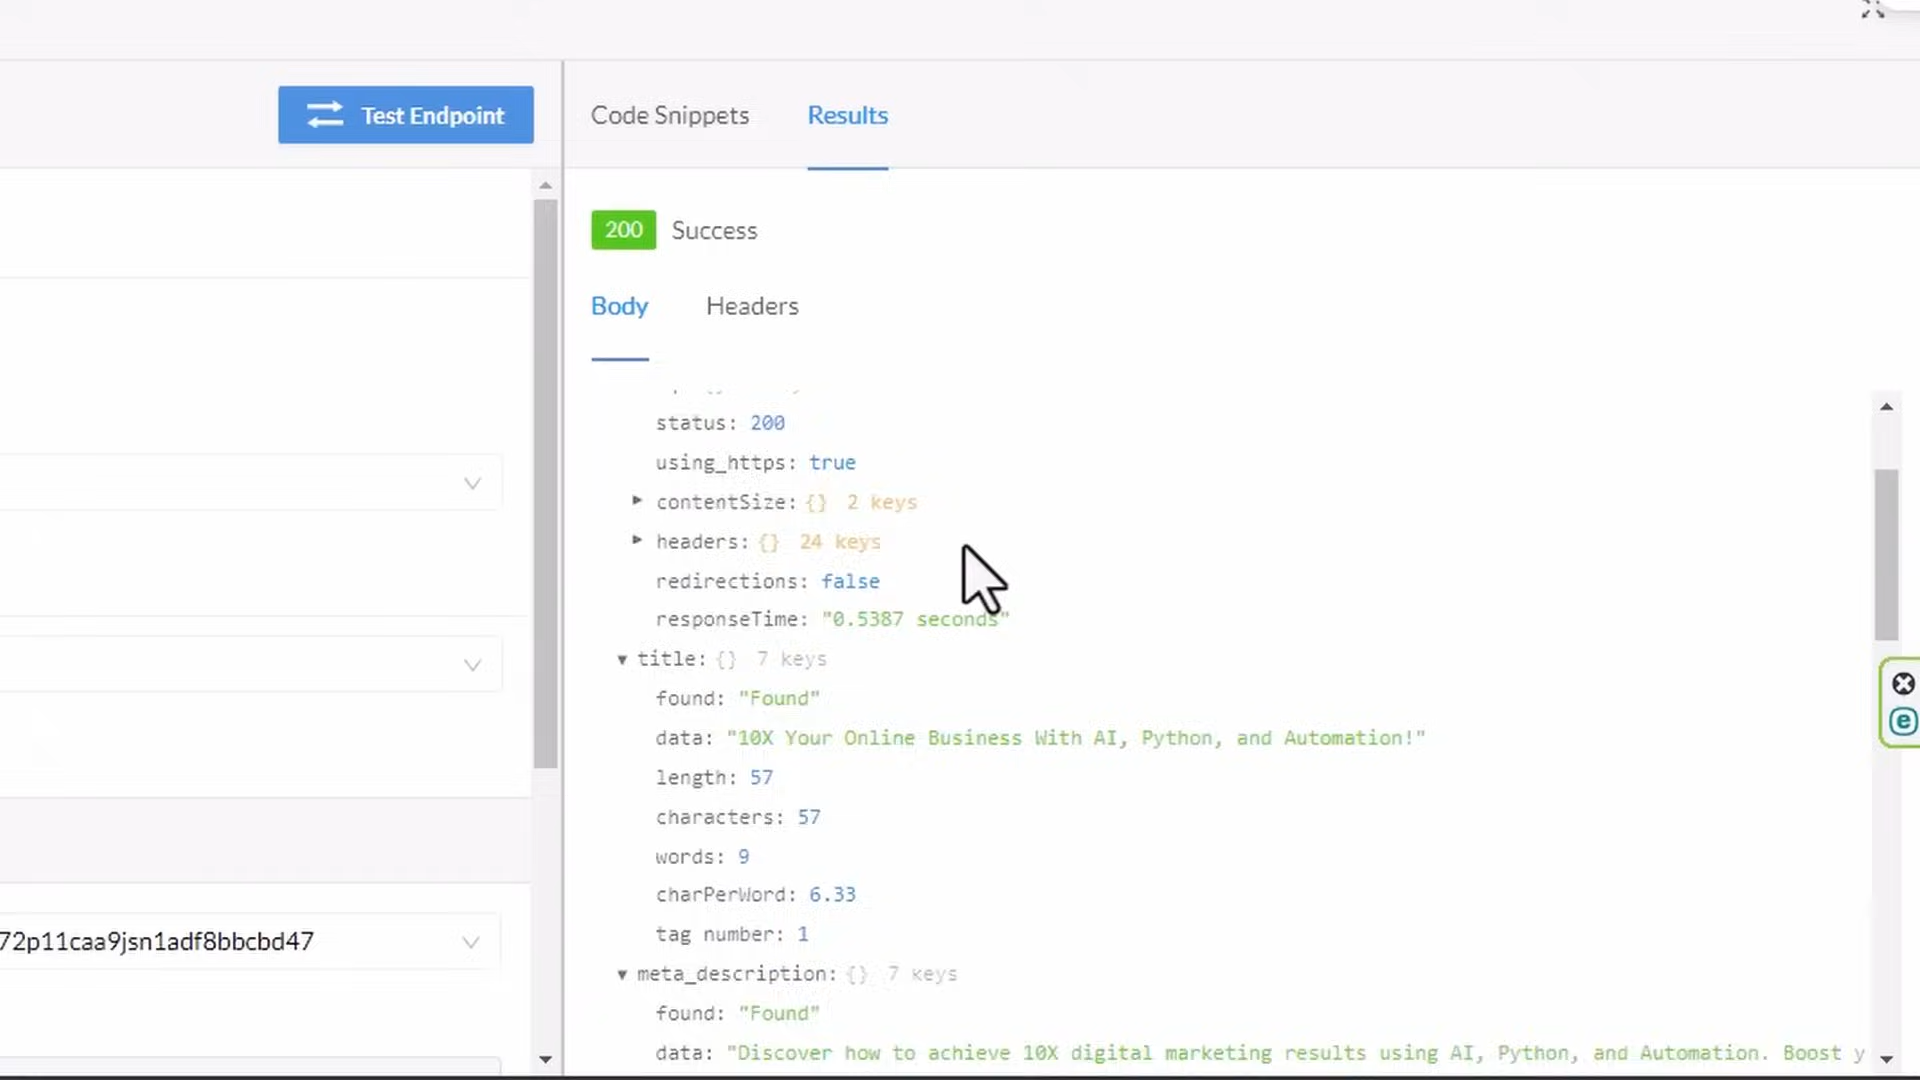 Test Endpoint
Code Snippets Results
200 Success
Body Headers
status: 200
using_https: true
contentSize: {} 2 keys
headers: {} 24 keys
redirections: false
responseTime: "0.5387 seconds"
title: {} 7 keys
found: "Found"
data: "10X Your Online Business With AI, Python, and Automation!"
length: 57
characters: 57
words: 9
charPerWord: 6.33
tag number: 1
72p11caa9jsn1adf8bbcbd47
meta_description: {} 7 keys
found: "Found"
data: "Discover how to achieve 10X digital marketing results using AI, Python, and Automation. Boost y